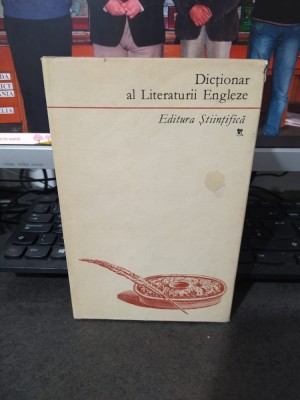 Dicționar
al Literaturii Engleze
Editura Științifică